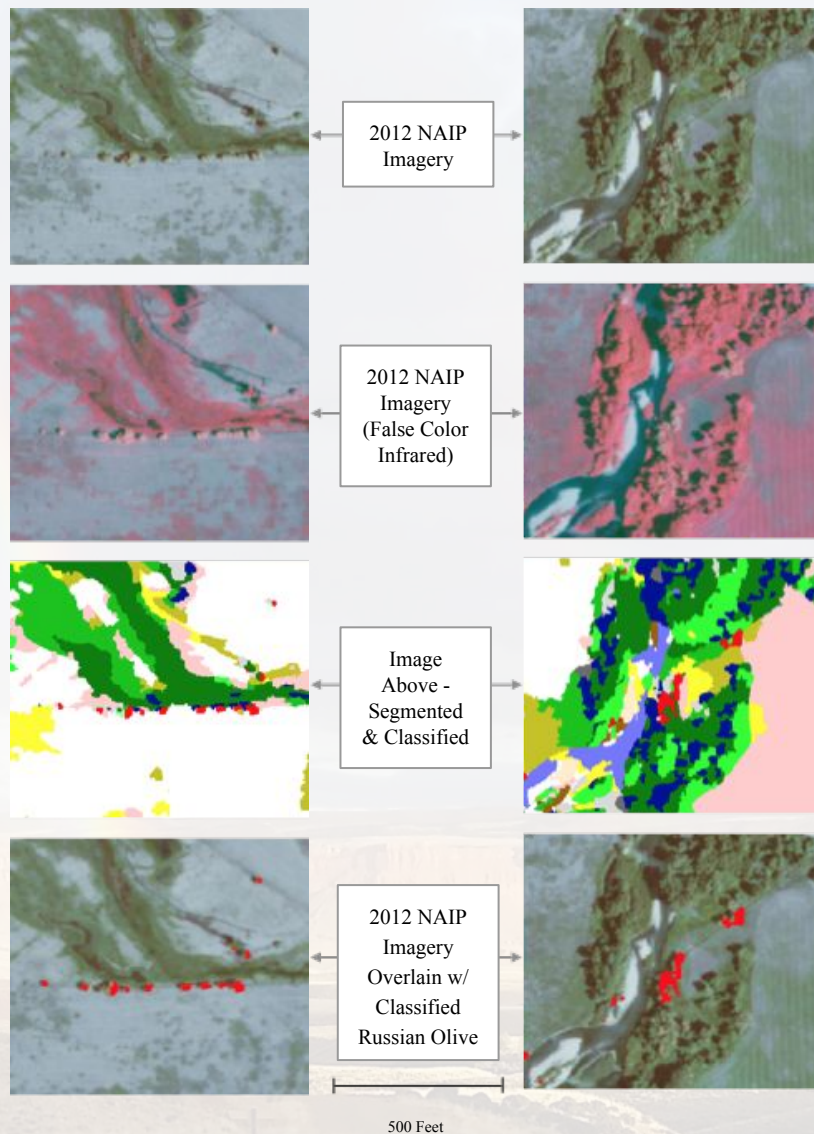 2012 NAIP
Imagery
2012 NAIP
Imagery
(False Color
Infrared)
Image
Above -
Segmented
& Classified
2012 NAIP
Imagery
Overlain w/
Classified
Russian Olive
500 Feet